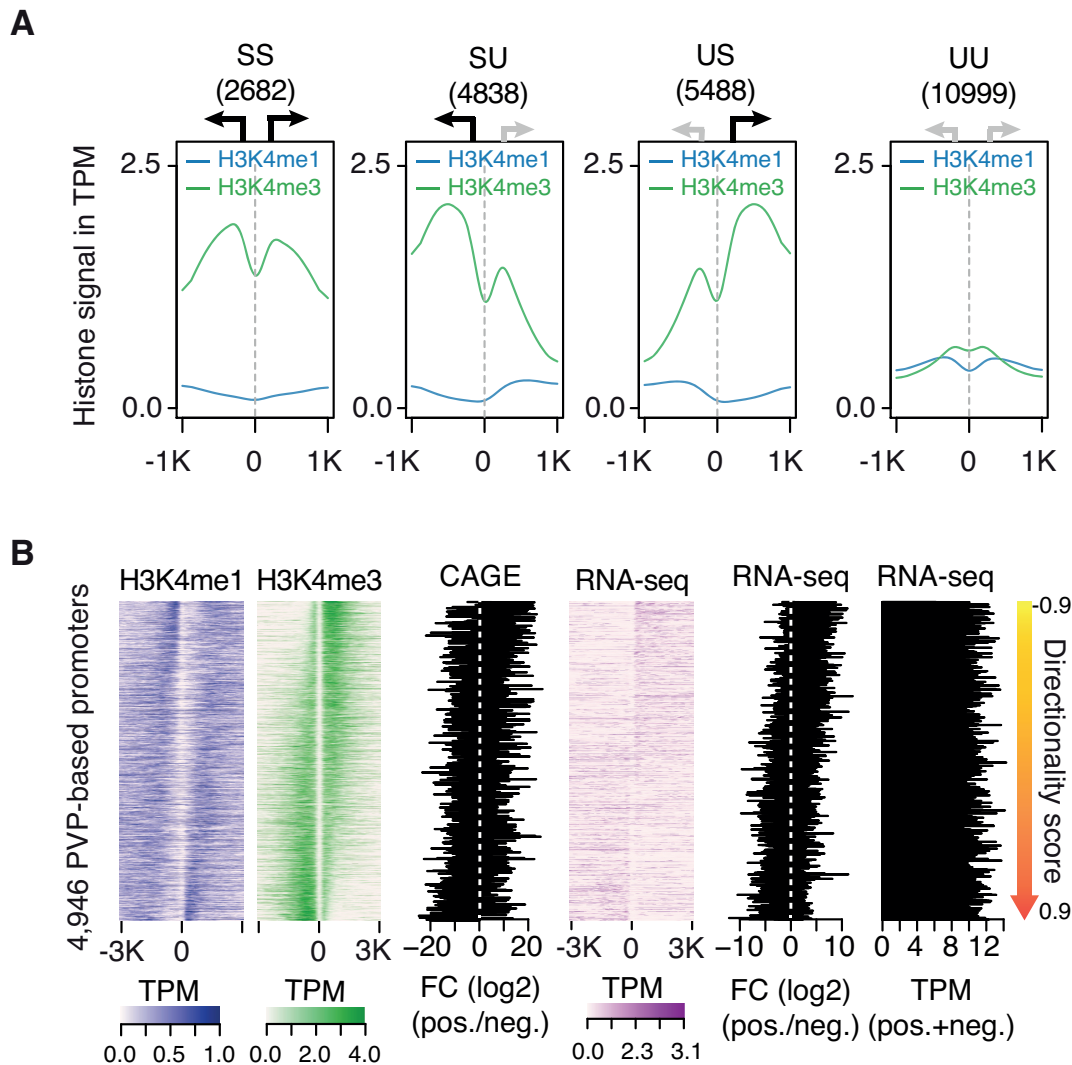 A
SS
(2682)
SU
(4838)
US
(5488)
UU
(10999)
Histone signal in TPM
2.5
0.0
H3K4me1
H3K4me3
-1K 0 1K
2.5
0.0
H3K4me1
H3K4me3
-1K 0 1K
2.5
0.0
H3K4me1
H3K4me3
-1K 0 1K
2.5
0.0
H3K4me1
H3K4me3
-1K 0 1K
B
4,946 PVP-based promoters
H3K4me1
-3K 0
TPM
0.0 0.5 1.0
H3K4me3
0 3K
TPM
0.0 2.0 4.0
CAGE
−20 0 20
FC (log2)
(pos./neg.)
RNA-seq
-3K 0 3K
TPM
0.0 2.3 3.1
RNA-seq
−10 0 10
FC (log2)
(pos./neg.)
RNA-seq
0 4 8 12
TPM
(pos.+neg.)
-0.9
Directionality score
0.9